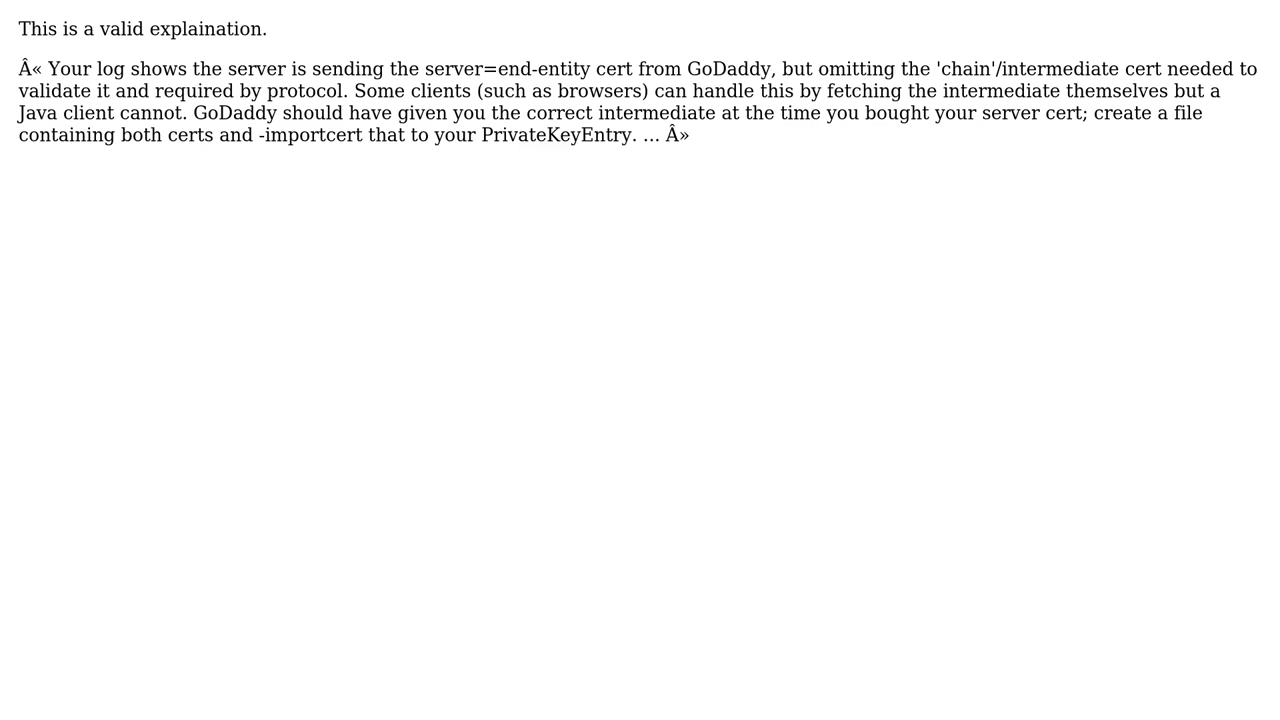 This is a valid explaination.
Â« Your log shows the server is sending the server=end-entity cert from GoDaddy, but omitting the 'chain'/intermediate cert needed to
validate it and required by protocol. Some clients (such as browsers) can handle this by fetching the intermediate themselves but a
Java client cannot. GoDaddy should have given you the correct intermediate at the time you bought your server cert; create a file
containing both certs and -importcert that to your PrivateKeyEntry. ... Â»